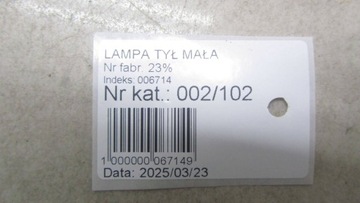 LAMPA TYŁ MAŁA
Nr fabr. 23%
Indeks: 006714
Nr kat.: 002/102
1 000000 067149
Data: 2025/03/23